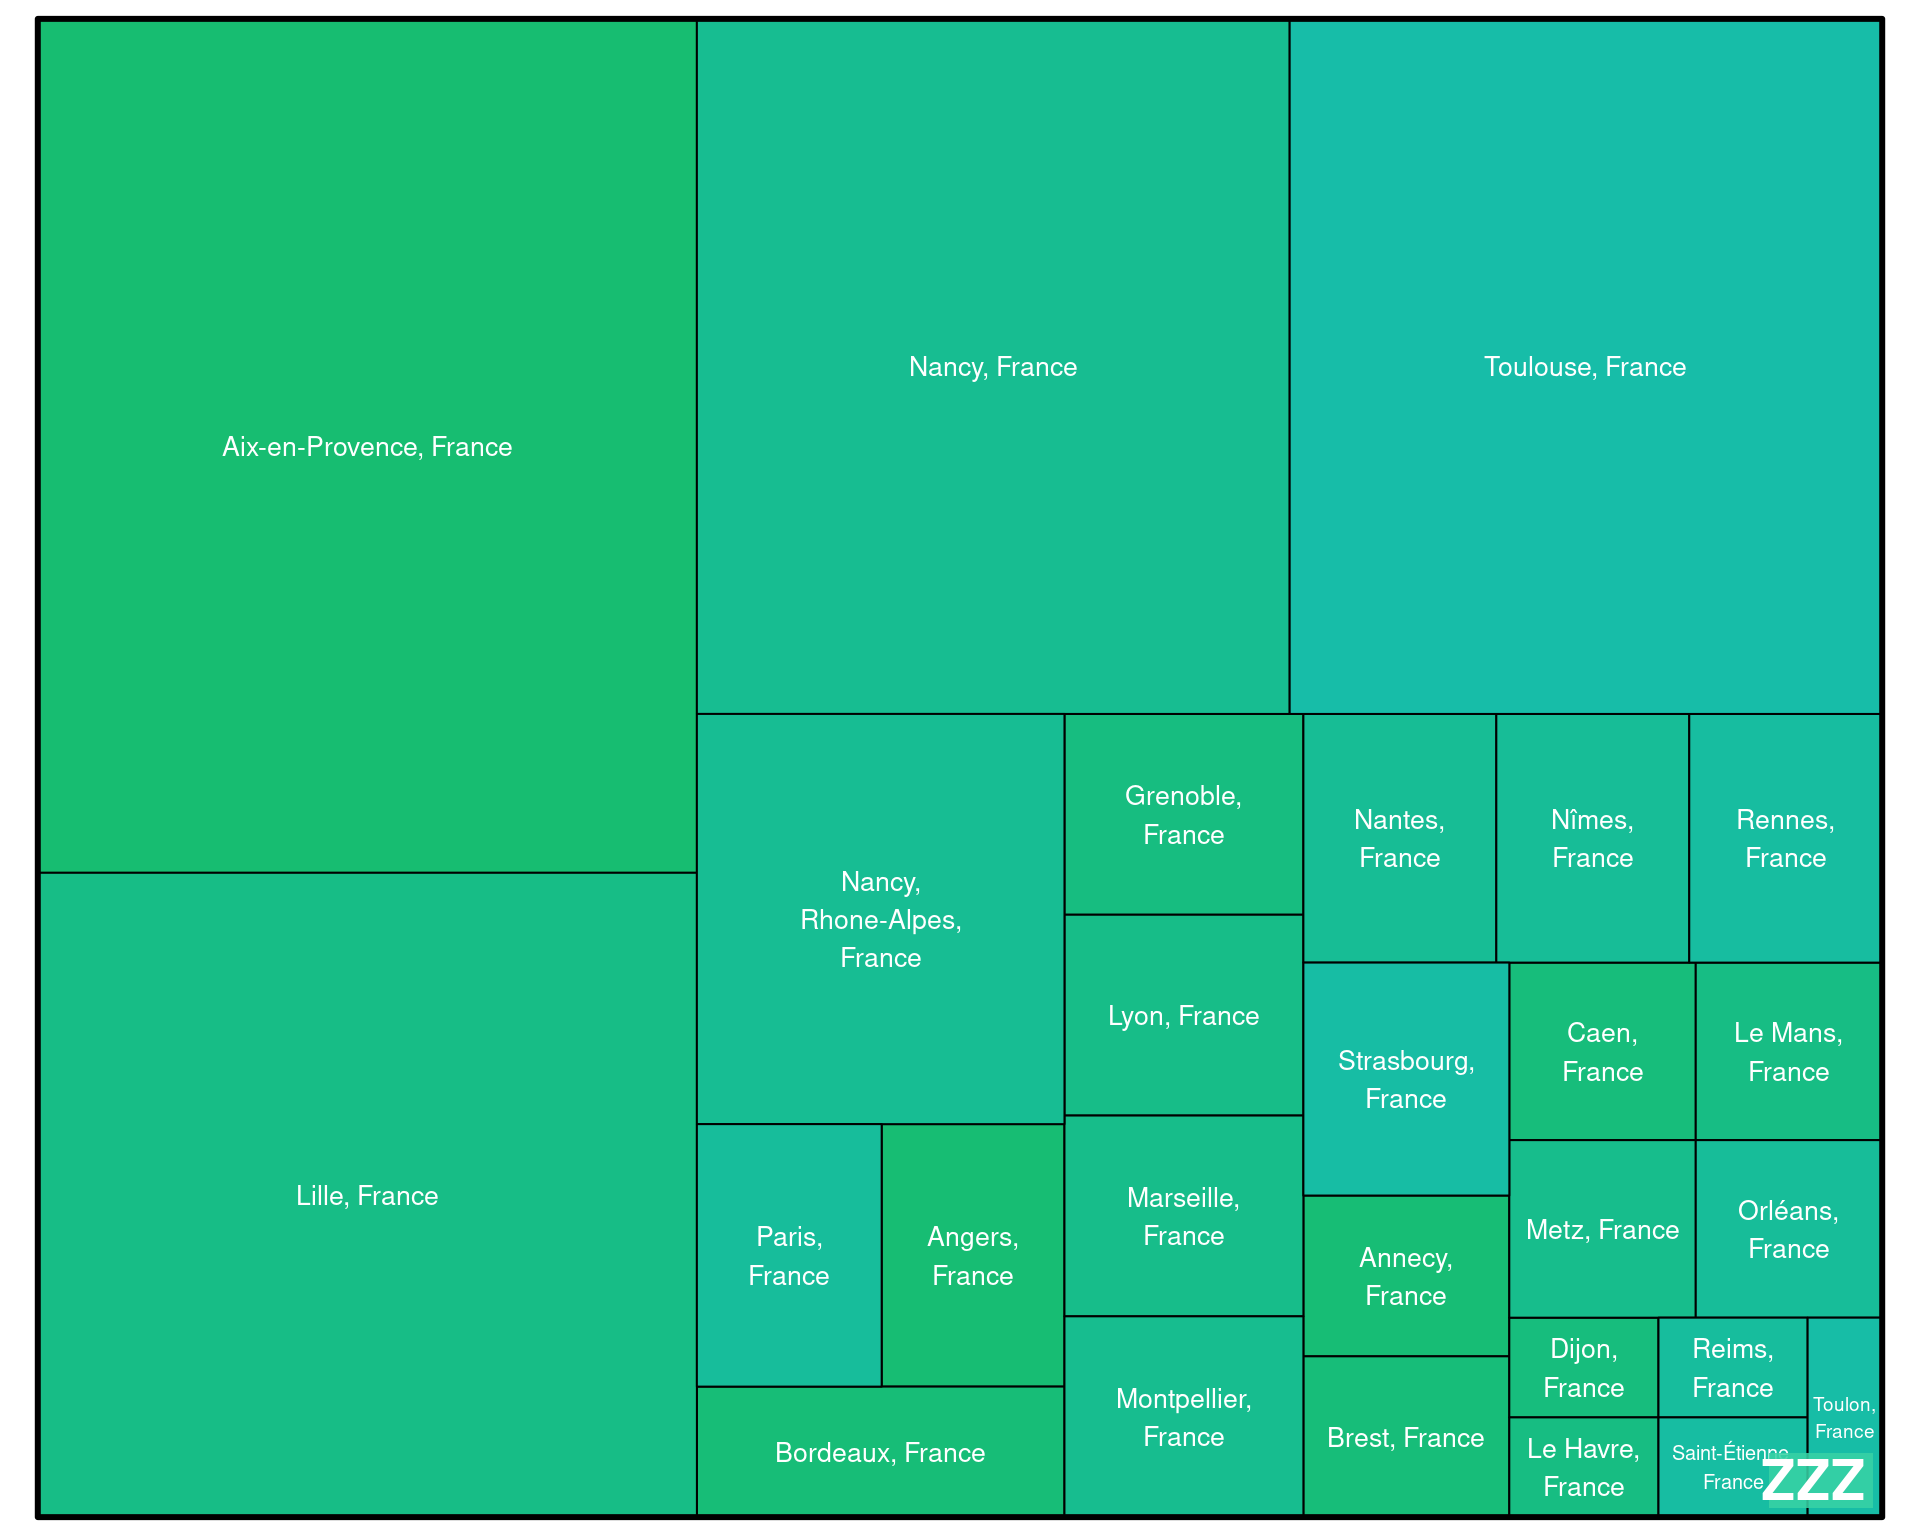 Aix-en-Provence, France
Nancy, France
Toulouse, France
Lille, France
Nancy,
Rhone-Alpes,
France
Grenoble,
France
Nantes,
France
Nîmes,
France
Rennes,
France
Lyon, France
Strasbourg,
France
Caen,
France
Le Mans,
France
Paris,
France
Angers,
France
Marseille,
France
Annecy,
France
Metz, France
Orléans,
France
Bordeaux, France
Montpellier,
France
Brest, France
Dijon,
France
Reims,
France
Toulon,
France
Le Havre,
France
Saint-Étienne,
France
ZZZ